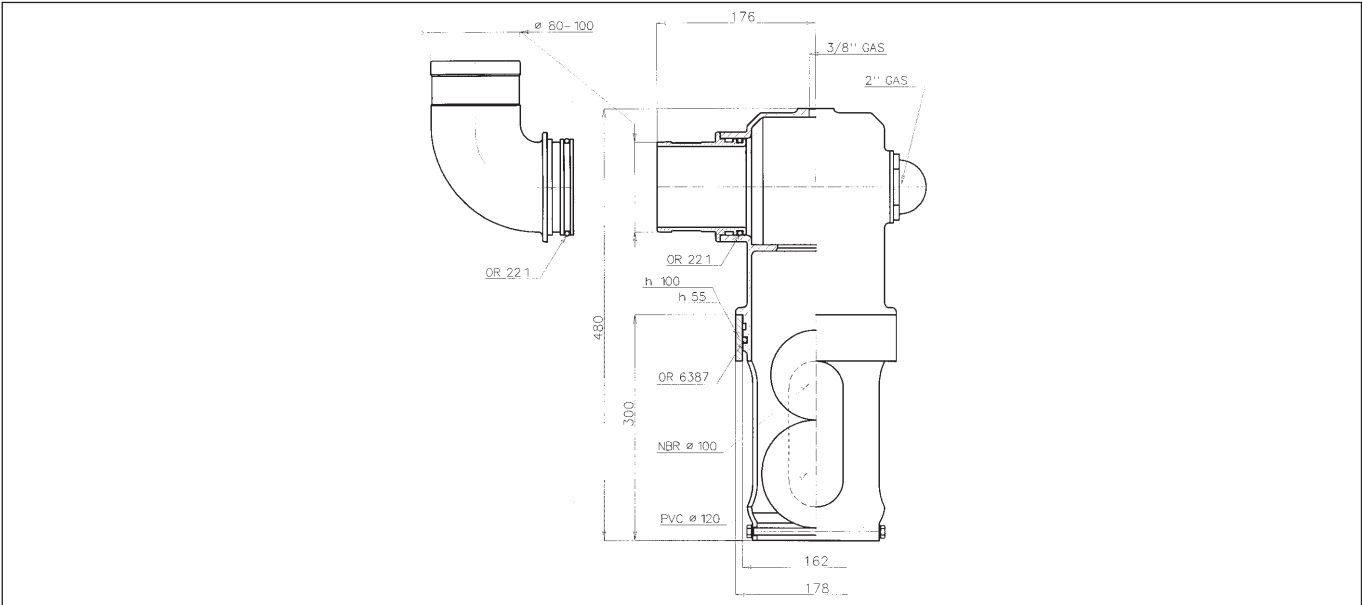 176
ø 80-100
3/8'' GAS
2'' GAS
OR 221
OR 221
h 100
h 55
480
OR 6387
300
NBR ø 100
PVC ø 120
162
178